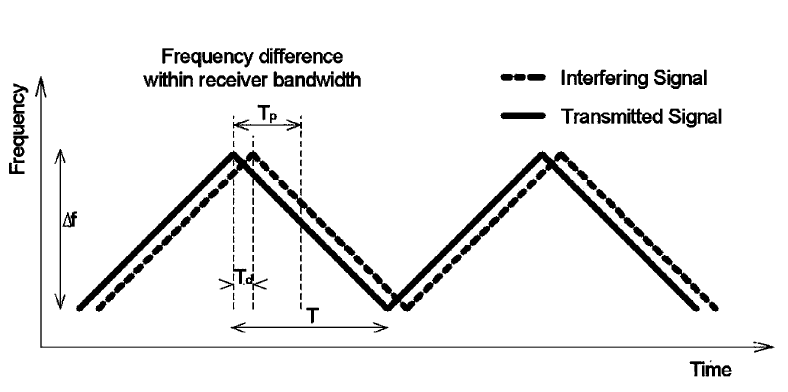 Frequency difference
within receiver bandwidth
Interfering Signal
Transmitted Signal
Frequency
Tp
Δf
Td
T
Time